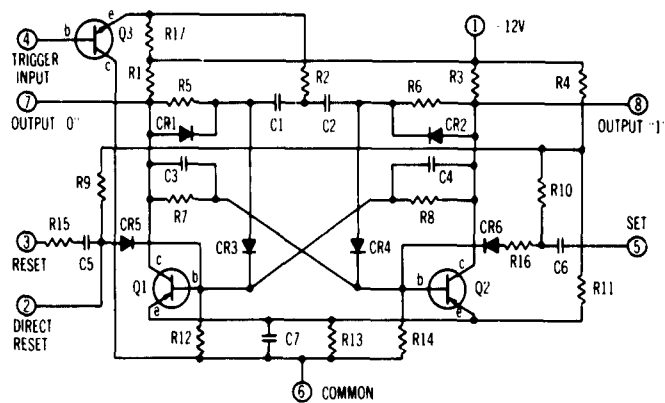 e
Q3
R17
1
- 12V
4
b
c
TRIGGER
INPUT
R1
R2
R3
R4
7
R5
R6
8
OUTPUT 0"
CR1
C1
C2
CR2
OUTPUT "1"
C3
C4
R9
R10
R15
R7
R8
SET
3
CR5
CR3
CR4
CR6
5
RESET
C5
R16
C6
c
b
b
c
2
Q1
Q2
R11
DIRECT
RESET
e
e
R12
C7
R13
R14
6
COMMON